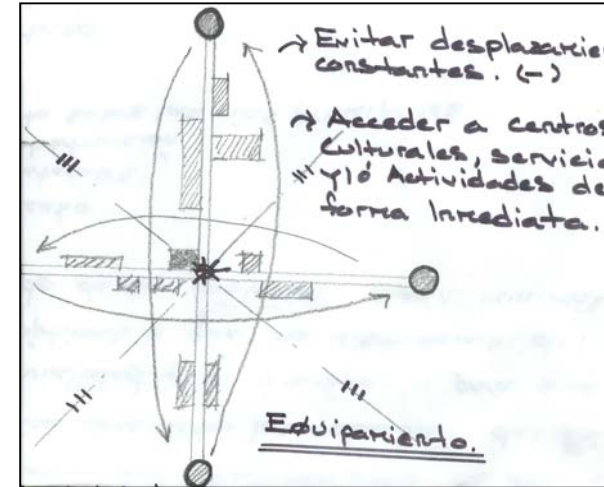 → Evitar desplazamien
constantes. (-)
→ Acceder a centros
Culturales, servicio
y/ó Actividades de
forma Inmediata.
Equipamiento.